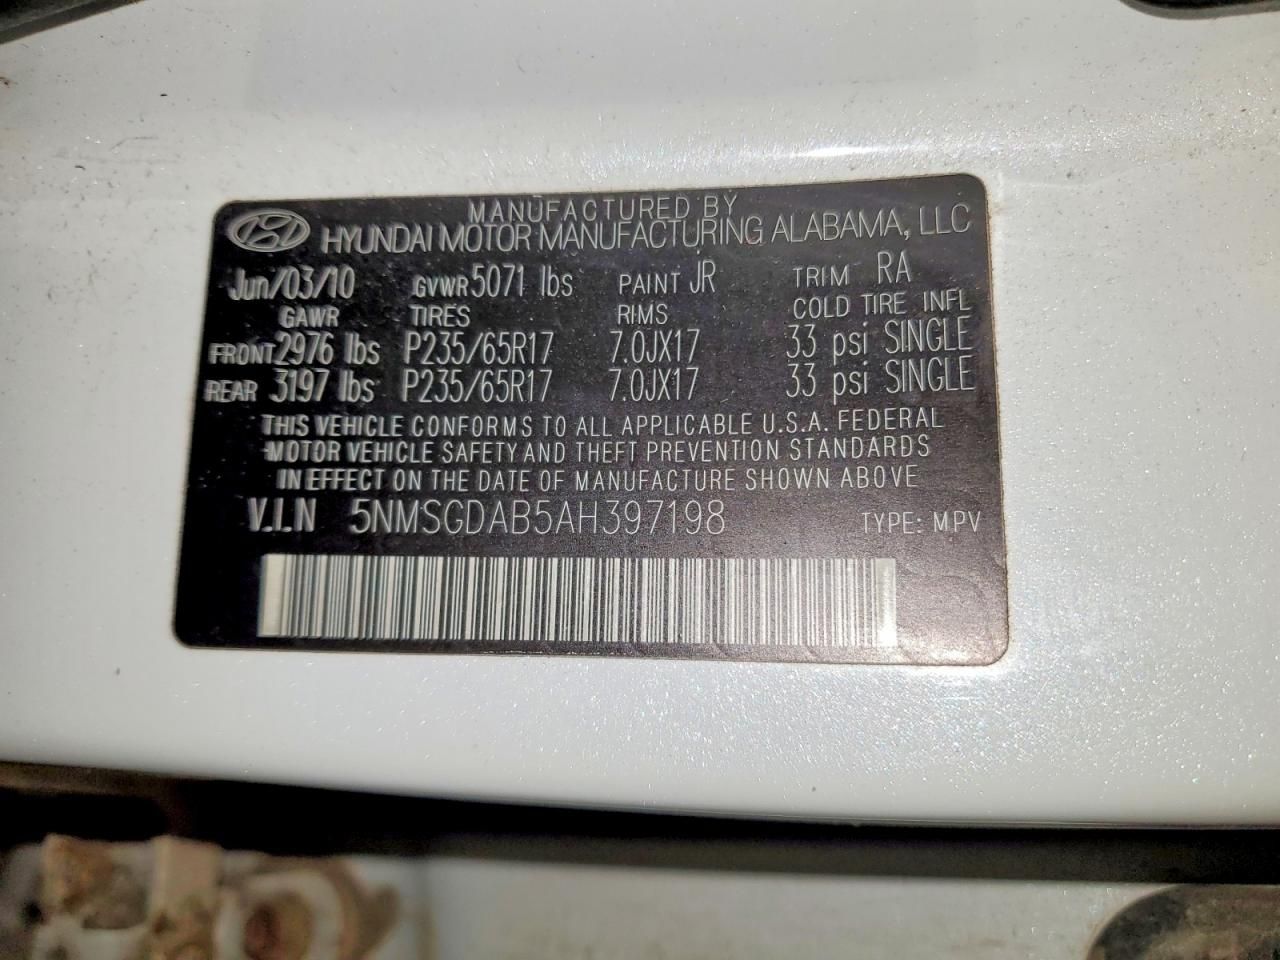 MANUFACTURED BY
HYUNDAI MOTOR MANUFACTURING ALABAMA, LLC
Jun/03/10 GVWR 5071 lbs PAINT JR TRIM RA
GAWR TIRES RIMS COLD TIRE INFL
FRONT 2976 lbs P235/65R17 7.0JX17 33 psi SINGLE
REAR 3197 lbs P235/65R17 7.0JX17 33 psi SINGLE
THIS VEHICLE CONFORMS TO ALL APPLICABLE U.S.A. FEDERAL
MOTOR VEHICLE SAFETY AND THEFT PREVENTION STANDARDS
IN EFFECT ON THE DATE OF MANUFACTURE SHOWN ABOVE
V.I.N 5NMSGDAB5AH397198 TYPE: MPV